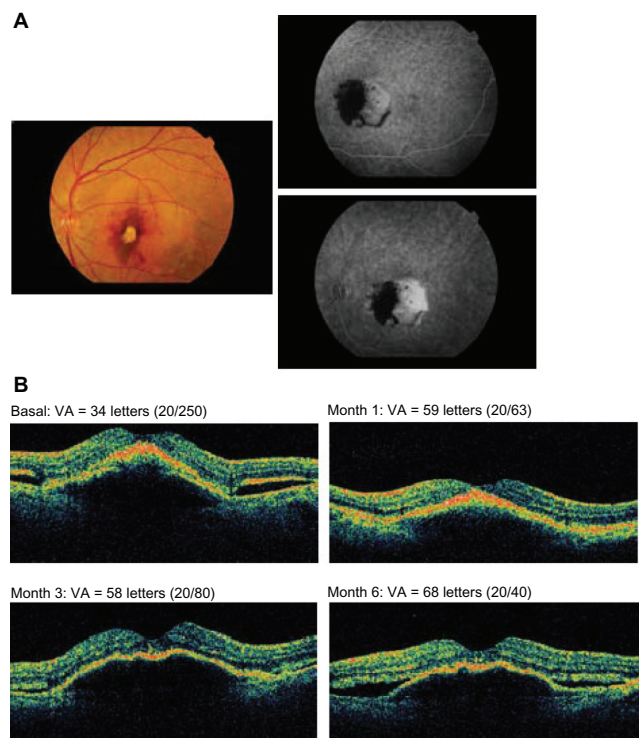 A
B
Basal: VA = 34 letters (20/250)
Month 1: VA = 59 letters (20/63)
Month 3: VA = 58 letters (20/80)
Month 6: VA = 68 letters (20/40)